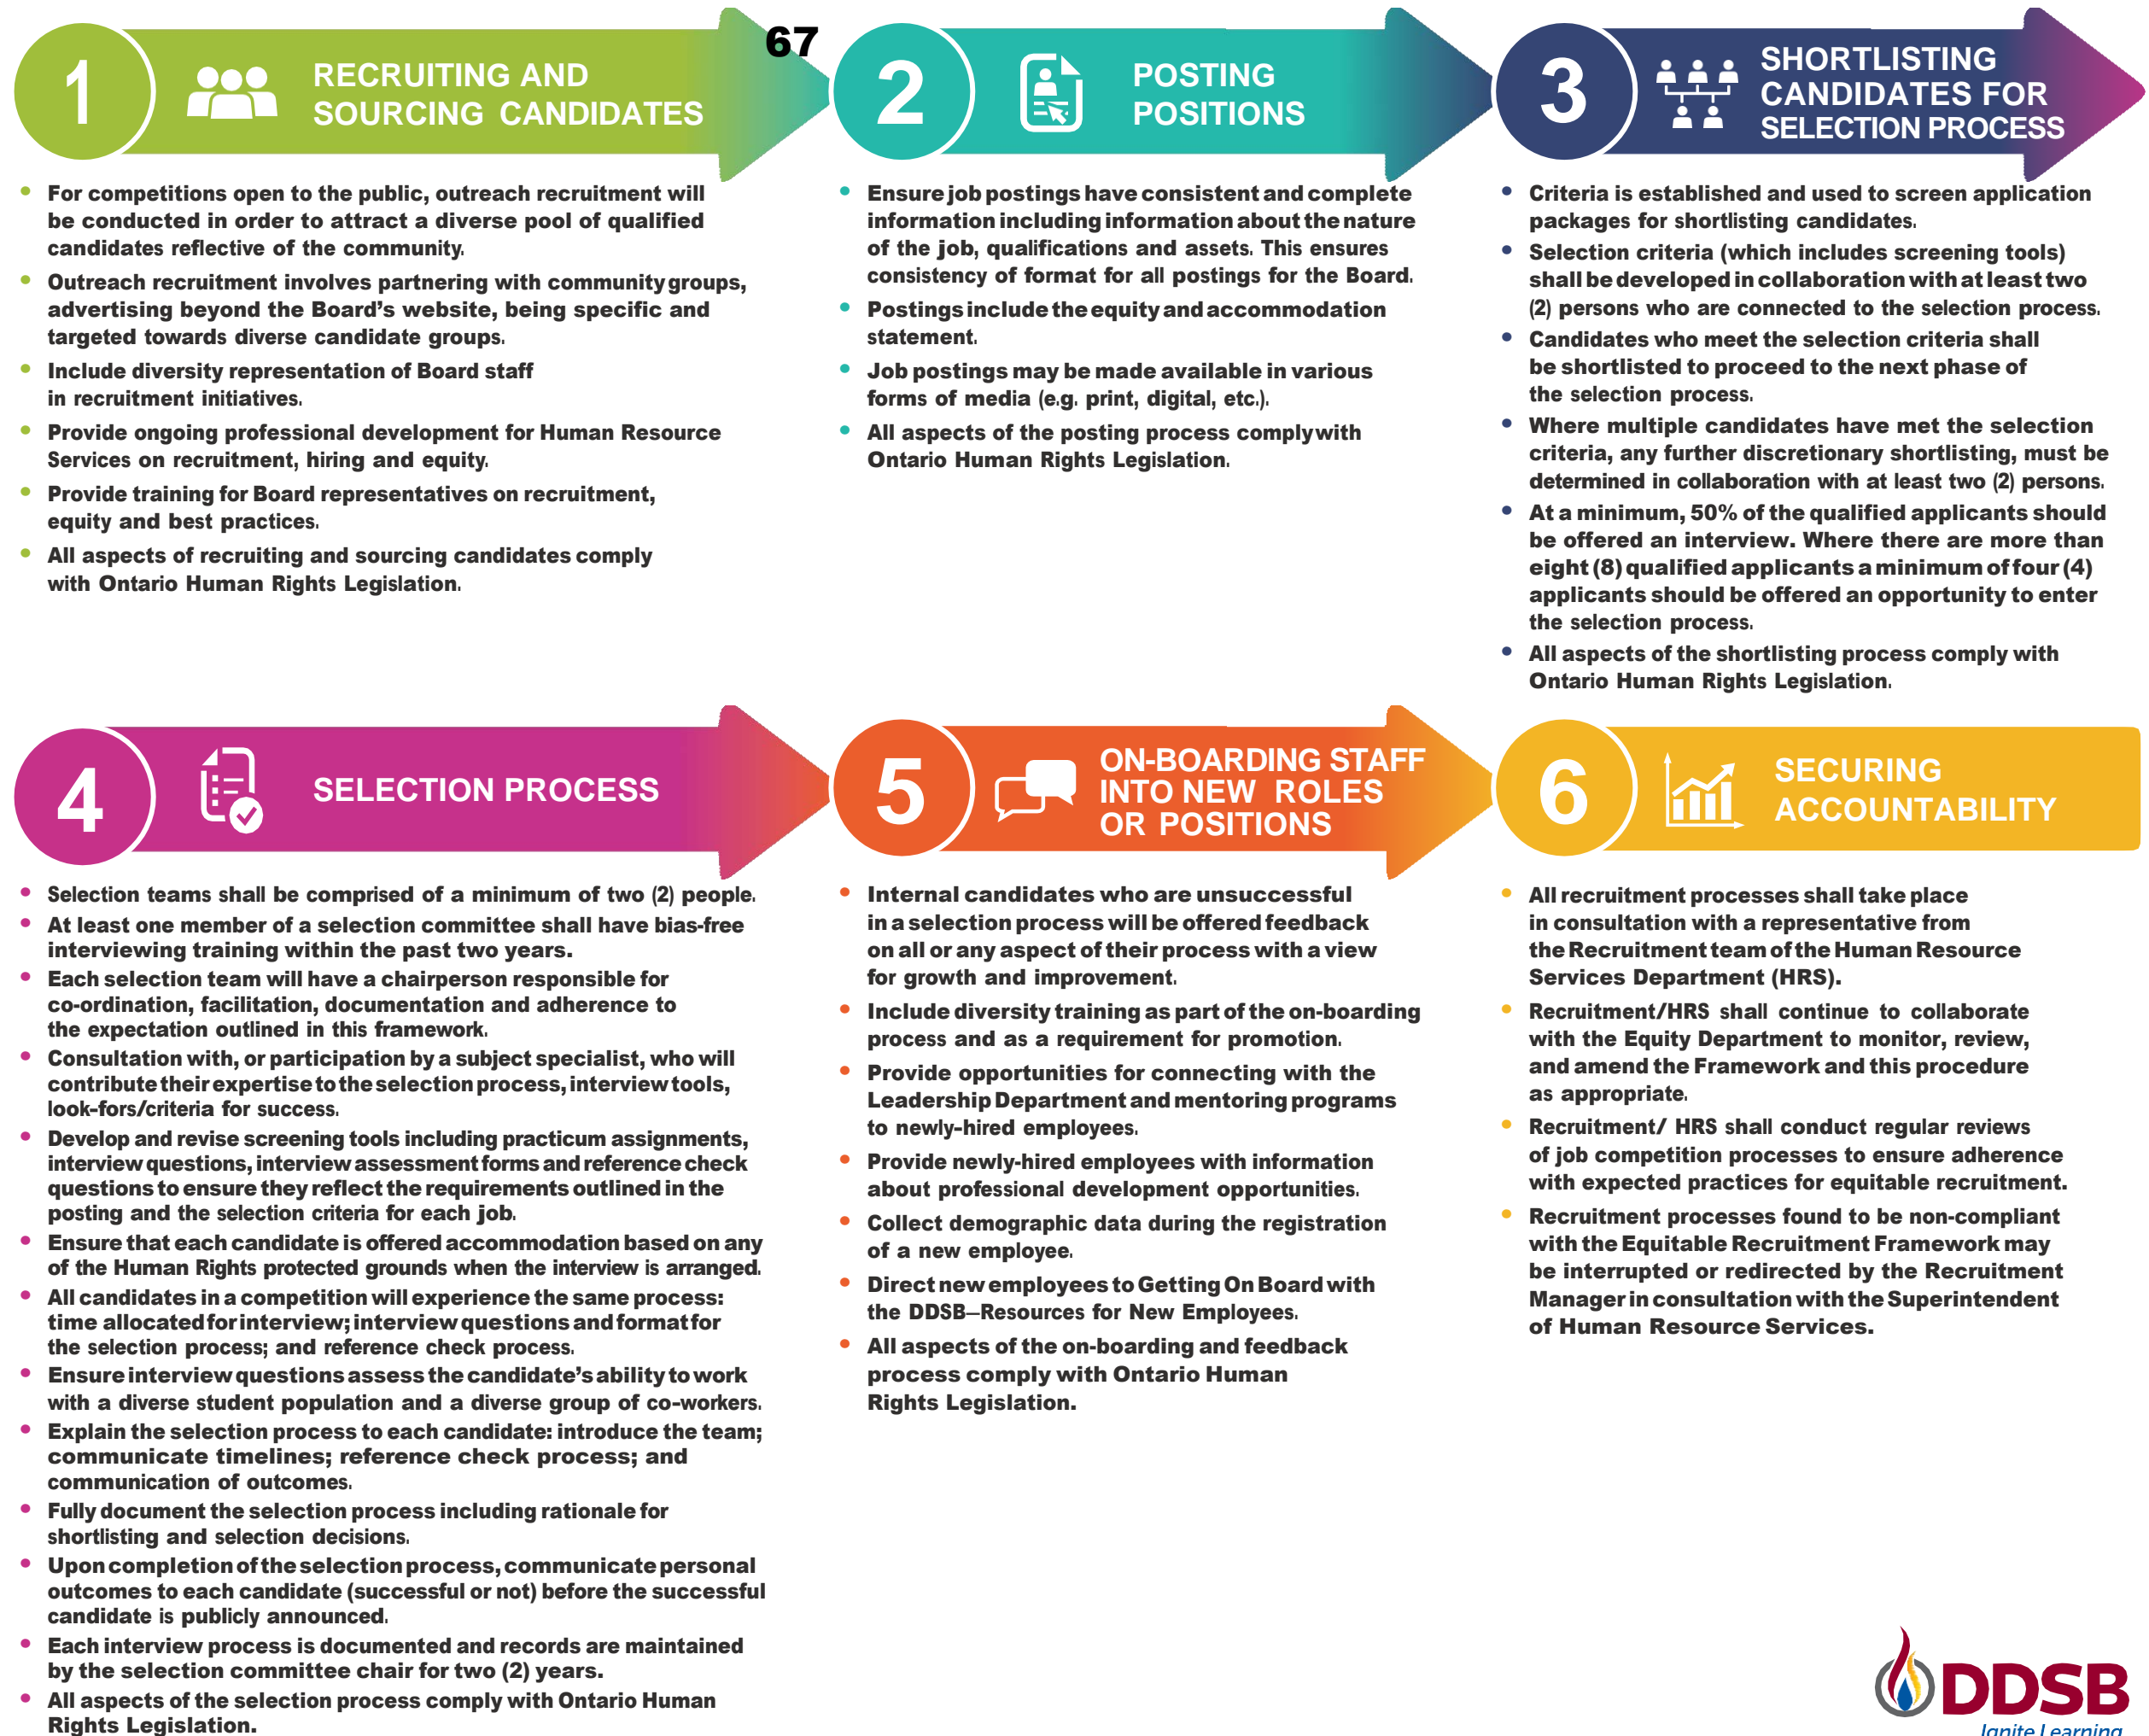 67
1
RECRUITING AND
SOURCING CANDIDATES
• For competitions open to the public, outreach recruitment will
be conducted in order to attract a diverse pool of qualified
candidates reflective of the community.
• Outreach recruitment involves partnering with community groups,
advertising beyond the Board's website, being specific and
targeted towards diverse candidate groups.
• Include diversity representation of Board staff
in recruitment initiatives.
• Provide ongoing professional development for Human Resource
Services on recruitment, hiring and equity.
• Provide training for Board representatives on recruitment,
equity and best practices.
• All aspects of recruiting and sourcing candidates comply
with Ontario Human Rights Legislation.
2
POSTING
POSITIONS
• Ensure job postings have consistent and complete
information including information about the nature
of the job, qualifications and assets. This ensures
consistency of format for all postings for the Board.
• Postings include the equity and accommodation
statement.
• Job postings may be made available in various
forms of media (e.g. print, digital, etc.).
• All aspects of the posting process comply with
Ontario Human Rights Legislation.
3
SHORTLISTING
CANDIDATES FOR
SELECTION PROCESS
• Criteria is established and used to screen application
packages for shortlisting candidates.
• Selection criteria (which includes screening tools)
shall be developed in collaboration with at least two
(2) persons who are connected to the selection process.
• Candidates who meet the selection criteria shall
be shortlisted to proceed to the next phase of
the selection process.
• Where multiple candidates have met the selection
criteria, any further discretionary shortlisting, must be
determined in collaboration with at least two (2) persons.
• At a minimum, 50% of the qualified applicants should
be offered an interview. Where there are more than
eight (8) qualified applicants a minimum of four (4)
applicants should be offered an opportunity to enter
the selection process.
• All aspects of the shortlisting process comply with
Ontario Human Rights Legislation.
4
SELECTION PROCESS
• Selection teams shall be comprised of a minimum of two (2) people.
• At least one member of a selection committee shall have bias-free
interviewing training within the past two years.
• Each selection team will have a chairperson responsible for
co-ordination, facilitation, documentation and adherence to
the expectation outlined in this framework.
• Consultation with, or participation by a subject specialist, who will
contribute their expertise to the selection process, interview tools,
look-fors/criteria for success.
• Develop and revise screening tools including practicum assignments,
interview questions, interview assessment forms and reference check
questions to ensure they reflect the requirements outlined in the
posting and the selection criteria for each job.
• Ensure that each candidate is offered accommodation based on any
of the Human Rights protected grounds when the interview is arranged.
• All candidates in a competition will experience the same process:
time allocated for interview; interview questions and format for
the selection process; and reference check process.
• Ensure interview questions assess the candidate's ability to work
with a diverse student population and a diverse group of co-workers.
• Explain the selection process to each candidate: introduce the team;
communicate timelines; reference check process; and
communication of outcomes.
• Fully document the selection process including rationale for
shortlisting and selection decisions.
• Upon completion of the selection process, communicate personal
outcomes to each candidate (successful or not) before the successful
candidate is publicly announced.
• Each interview process is documented and records are maintained
by the selection committee chair for two (2) years.
• All aspects of the selection process comply with Ontario Human
Rights Legislation.
5
ON-BOARDING STAFF
INTO NEW ROLES
OR POSITIONS
• Internal candidates who are unsuccessful
in a selection process will be offered feedback
on all or any aspect of their process with a view
for growth and improvement.
• Include diversity training as part of the on-boarding
process and as a requirement for promotion.
• Provide opportunities for connecting with the
Leadership Department and mentoring programs
to newly-hired employees.
• Provide newly-hired employees with information
about professional development opportunities.
• Collect demographic data during the registration
of a new employee.
• Direct new employees to Getting On Board with
the DDSB—Resources for New Employees.
• All aspects of the on-boarding and feedback
process comply with Ontario Human
Rights Legislation.
6
SECURING
ACCOUNTABILITY
• All recruitment processes shall take place
in consultation with a representative from
the Recruitment team of the Human Resource
Services Department (HRS).
• Recruitment/HRS shall continue to collaborate
with the Equity Department to monitor, review,
and amend the Framework and this procedure
as appropriate.
• Recruitment/ HRS shall conduct regular reviews
of job competition processes to ensure adherence
with expected practices for equitable recruitment.
• Recruitment processes found to be non-compliant
with the Equitable Recruitment Framework may
be interrupted or redirected by the Recruitment
Manager in consultation with the Superintendent
of Human Resource Services.
DDSB
Ignite Learning